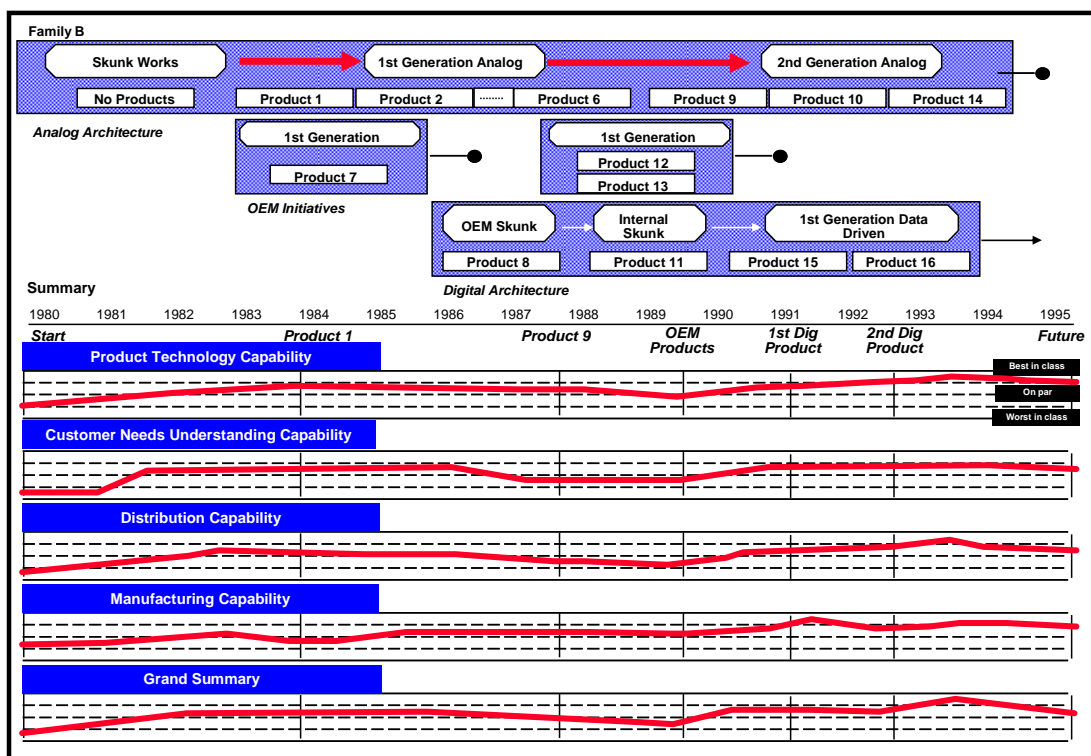 Family B
Skunk Works
1st Generation Analog
2nd Generation Analog
No Products
Product 1
Product 2
........
Product 6
Product 9
Product 10
Product 14
Analog Architecture
1st Generation
1st Generation
Product 7
Product 12
Product 13
OEM Initiatives
OEM Skunk
Internal
Skunk
1st Generation Data
Driven
Product 8
Product 11
Product 15
Product 16
Digital Architecture
Summary
1980 1981 1982 1983 1984 1985 1986 1987 1988 1989 1990 1991 1992 1993 1994 1995
Start
Product 1
Product 9
OEM
Products
1st Dig
Product
2nd Dig
Product
Future
Product Technology Capability
Best in class
On par
Worst in class
Customer Needs Understanding Capability
Distribution Capability
Manufacturing Capability
Grand Summary